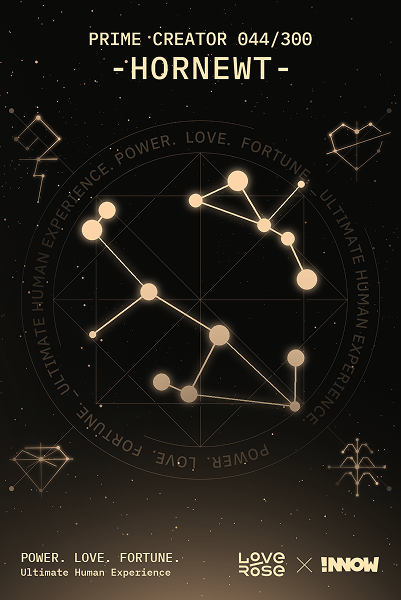 PRIME CREATOR 044/300
-HORNEWT-
POWER. LOVE. FORTUNE. - ULTIMATE HUMAN EXPERIENCE.
POWER. LOVE. FORTUNE - ULTIMATE HUMAN EXPERIENCE.
POWER. LOVE. FORTUNE.
Ultimate Human Experience
LOVE
ROSE
INNOW